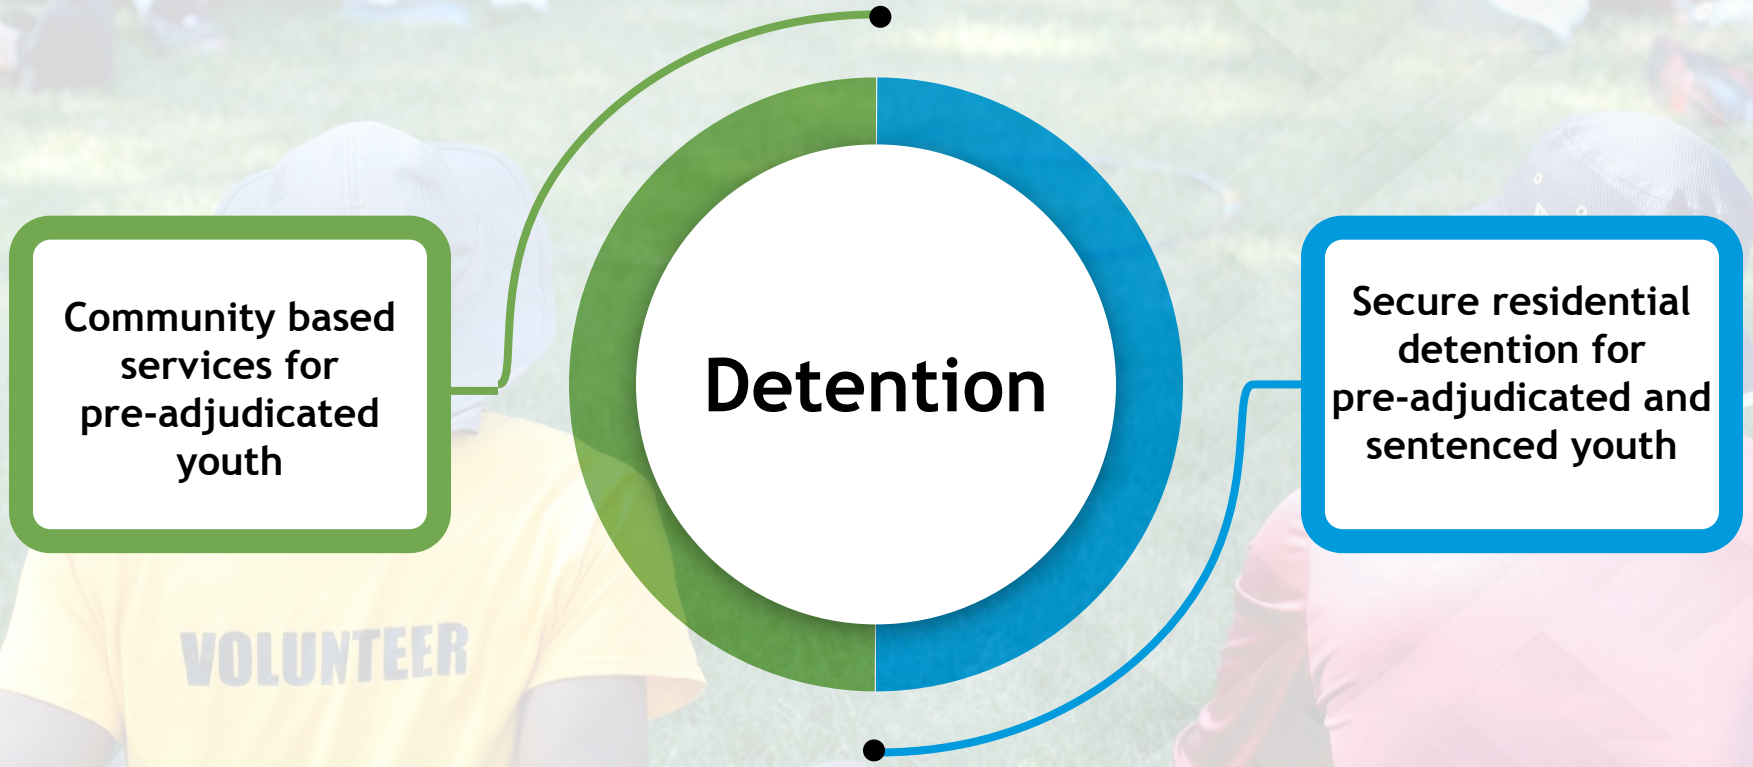 Community based
services for
pre-adjudicated
youth
Detention
Secure residential
detention for
pre-adjudicated and
sentenced youth
VOLUNTEER